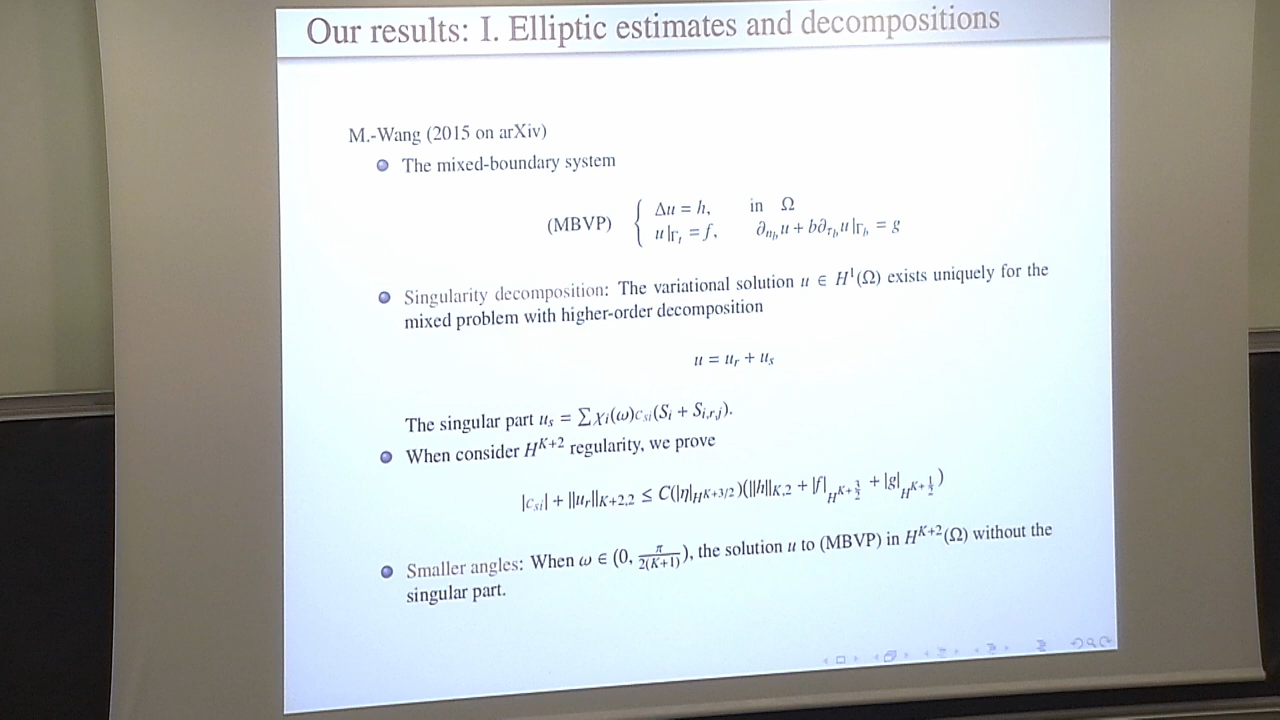 Our results: I. Elliptic estimates and decompositions
M.-Wang (2015 on arXiv)
The mixed-boundary system
(MBVP) { Δu = h, in Ω
u|Γₜ = f, ∂_{n_b}u + b∂_{τ_b}u|Γ_b = g
Singularity decomposition: The variational solution u ∈ H¹(Ω) exists uniquely for the
mixed problem with higher-order decomposition
u = u_r + u_s
The singular part u_s = ∑χ_i(ω)c_{si}(S_i + S_{i,r,j}).
When consider H^{K+2} regularity, we prove
|c_{si}| + ||u_r||_{K+2,2} ≤ C(|η|_{H^{K+3/2}})(||h||_{K,2} + |f|_{H^{K+\frac{3}{2}}} + |g|_{H^{K+\frac{1}{2}}})
Smaller angles: When ω ∈ (0, \frac{π}{2(K+1)}), the solution u to (MBVP) in H^{K+2}(Ω) without the
singular part.